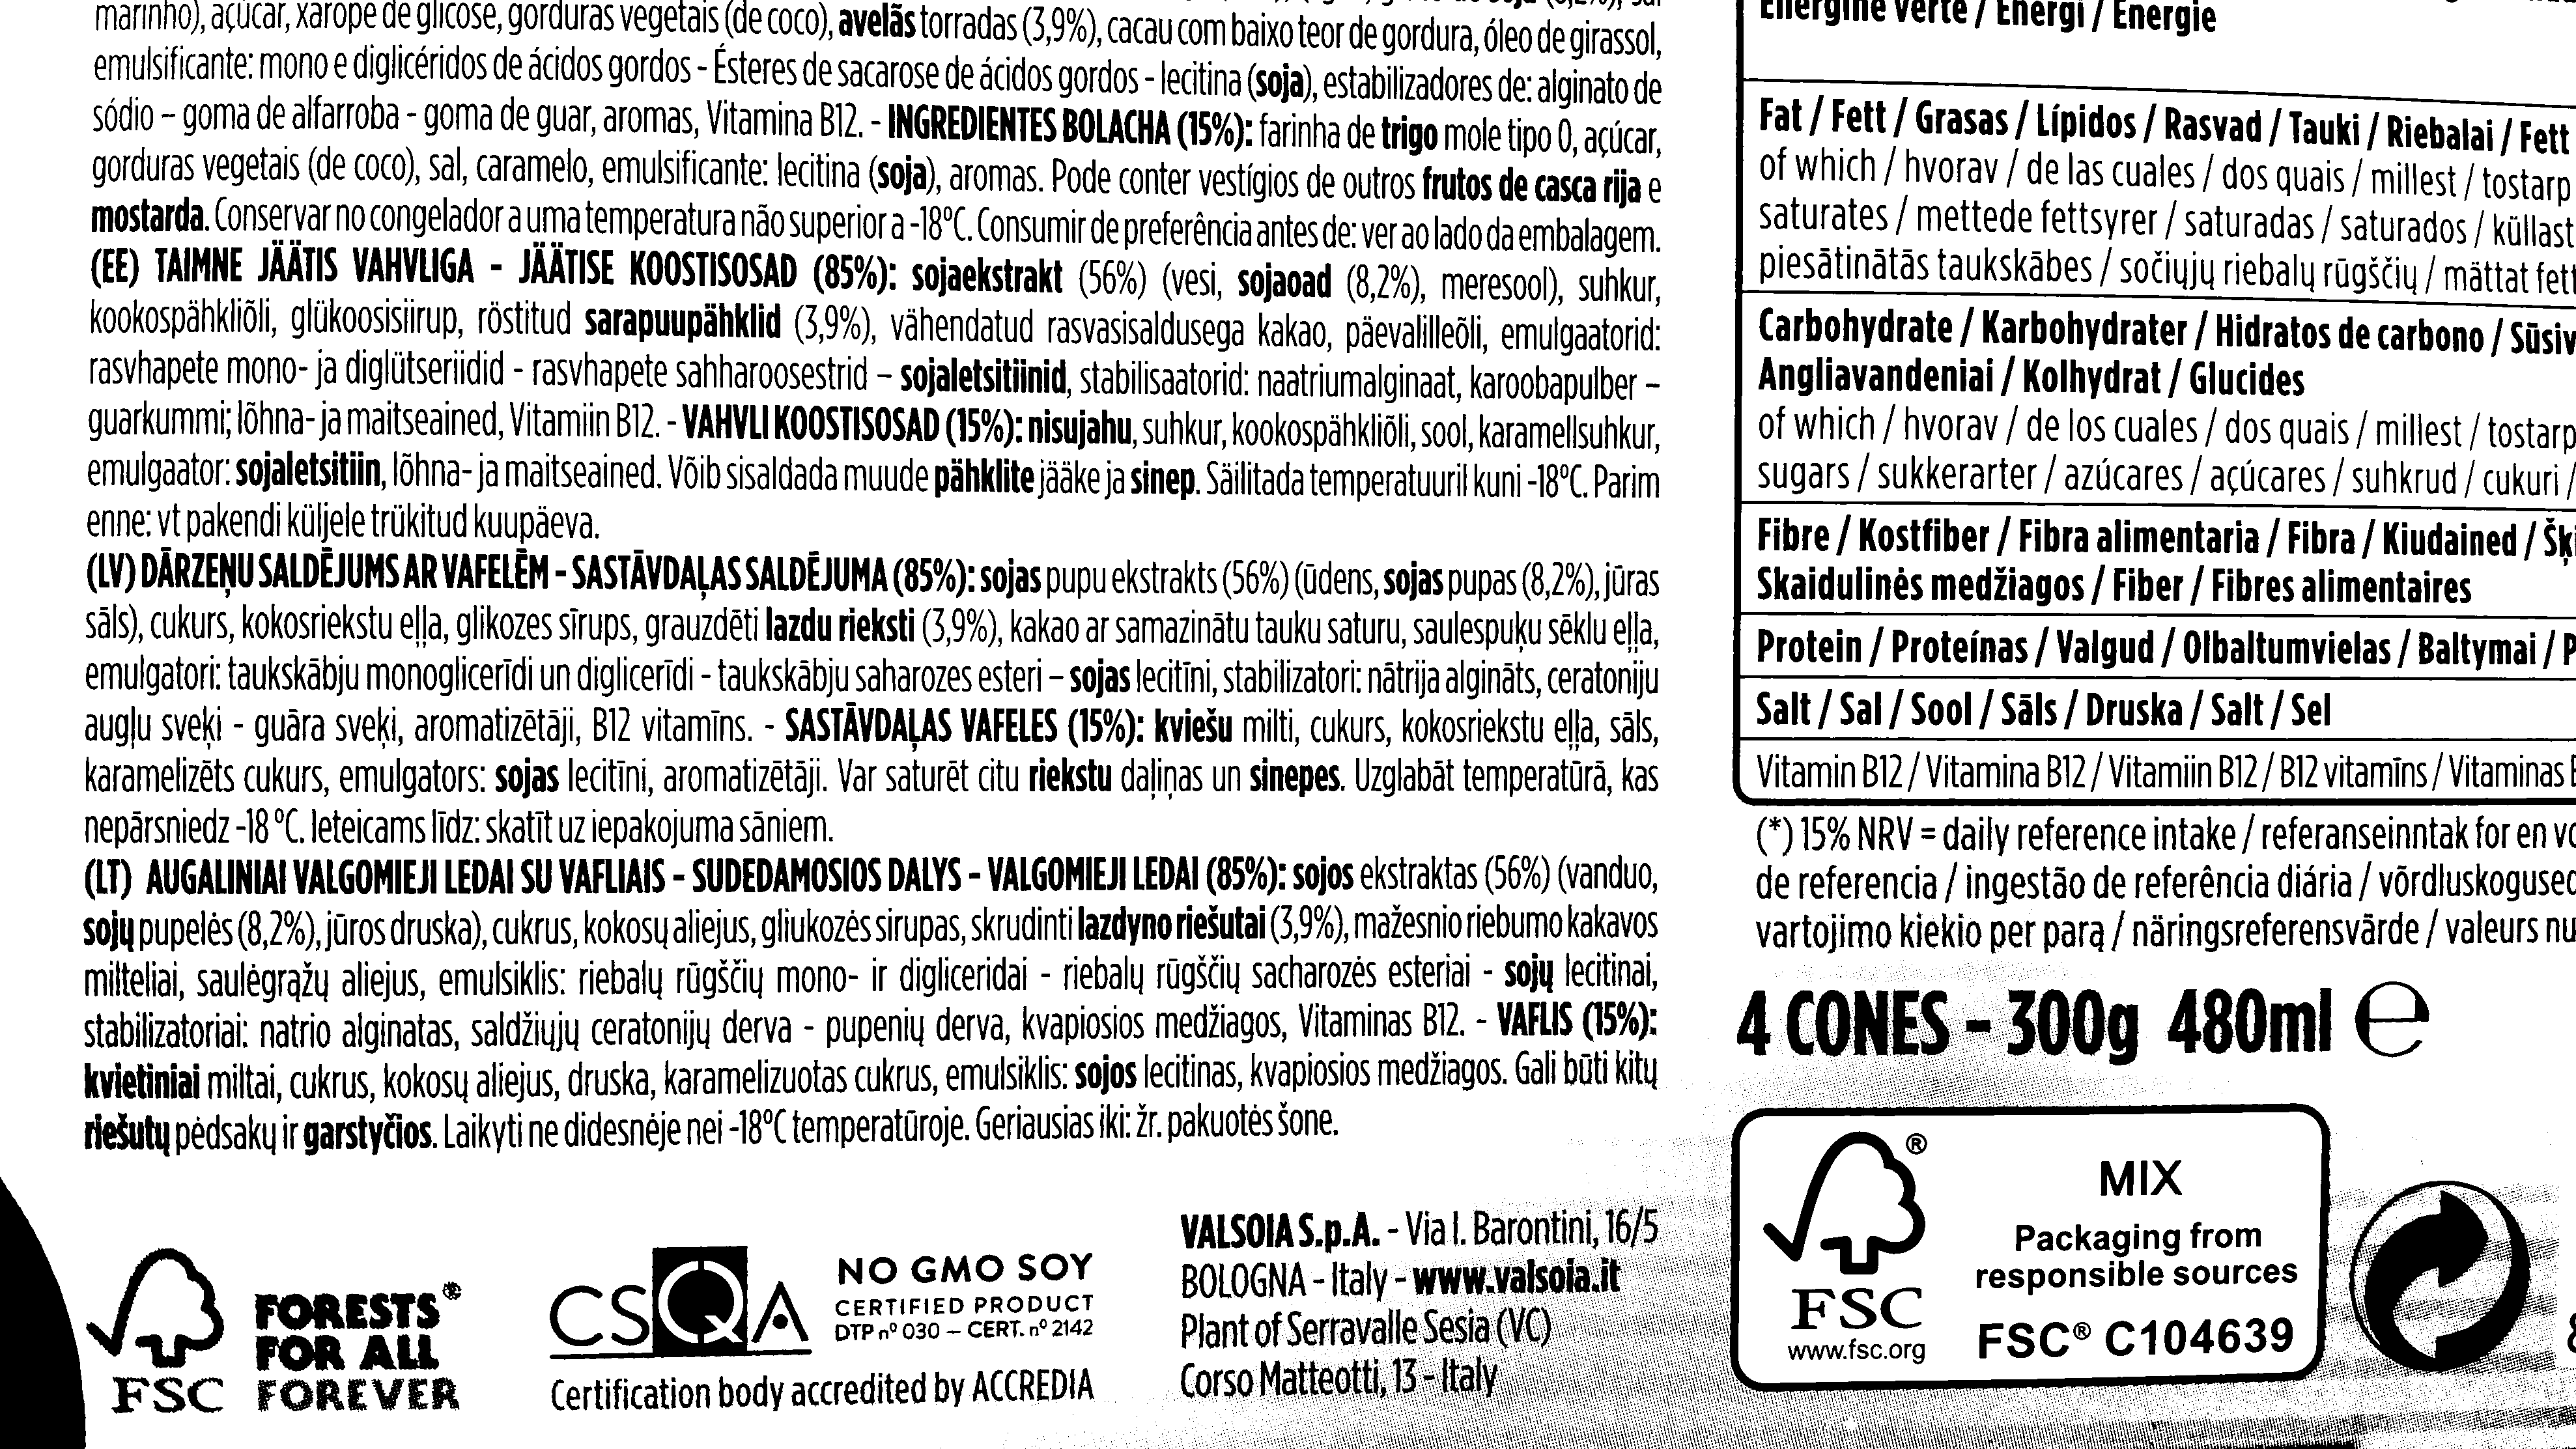 marinho), açúcar, xarope de glicose, gorduras vegetais (de coco), avelãs torradas (3,9%), cacau com baixo teor de gordura, óleo de girassol,
emulsificante: mono e diglicéridos de ácidos gordos - Ésteres de sacarose de ácidos gordos - lecitina (soja), estabilizadores de: alginato de
sódio – goma de alfarroba - goma de guar, aromas, Vitamina B12. - INGREDIENTES BOLACHA (15%): farinha de trigo mole tipo 0, açúcar,
gorduras vegetais (de coco), sal, caramelo, emulsificante: lecitina (soja), aromas. Pode conter vestígios de outros frutos de casca rija e
mostarda. Conservar no congelador a uma temperatura não superior a -18°C. Consumir de preferência antes de: ver ao lado da embalagem.
(EE) TAIMNE JÄÄTIS VAHVLIGA - JÄÄTISE KOOSTISOSAD (85%): sojaekstrakt (56%) (vesi, sojaoad (8,2%), meresool), suhkur,
kookospähkliõli, glükoosisiirup, röstitud sarapuupähklid (3,9%), vähendatud rasvasisaldusega kakao, päevalilleõli, emulgaatorid:
rasvhapete mono- ja diglütseriidid - rasvhapete sahharoosestrid – sojaletsitiinid, stabilisaatorid: naatriumalginaat, karoobapulber –
guarkummi; lõhna- ja maitseained, Vitamiin B12. - VAHVLI KOOSTISOSAD (15%): nisujahu, suhkur, kookospähkliõli, sool, karamellsuhkur,
emulgaator: sojaletsitiin, lõhna- ja maitseained. Võib sisaldada muude pähklite jääke ja sinep. Säilitada temperatuuril kuni -18°C. Parim
enne: vt pakendi küljele trükitud kuupäeva.
(LV) DĀRZEŅU SALDĒJUMS AR VAFELĒM - SASTĀVDAĻAS SALDĒJUMA (85%): sojas pupu ekstrakts (56%) (ūdens, sojas pupas (8,2%), jūras
sāls), cukurs, kokosriekstu eļļa, glikozes sīrups, grauzdēti lazdu rieksti (3,9%), kakao ar samazinātu tauku saturu, saulespuķu sēklu eļļa,
emulgatori: taukskābju monoglicerīdi un diglicerīdi - taukskābju saharozes esteri – sojas lecitīni, stabilizatori: nātrija algināts, ceratoniju
augļu sveķi - guāra sveķi, aromatizētāji, B12 vitamīns. - SASTĀVDAĻAS VAFELES (15%): kviešu milti, cukurs, kokosriekstu eļļa, sāls,
karamelizēts cukurs, emulgators: sojas lecitīni, aromatizētāji. Var saturēt citu riekstu daļiņas un sinepes. Uzglabāt temperatūrā, kas
nepārsniedz -18 °C. Ieteicams līdz: skatīt uz iepakojuma sāniem.
(LT) AUGALINIAI VALGOMIEJI LEDAI SU VAFLIAIS - SUDEDAMOSIOS DALYS - VALGOMIEJI LEDAI (85%): sojos ekstraktas (56%) (vanduo,
sojų pupelės (8,2%), jūros druska), cukrus, kokosų aliejus, gliukozės sirupas, skrudinti lazdyno riešutai (3,9%), mažesnio riebumo kakavos
milteliai, saulėgrąžų aliejus, emulsiklis: riebalų rūgščių mono- ir digliceridai - riebalų rūgščių sacharozės esteriai - sojų lecitinai,
stabilizatoriai: natrio alginatas, saldžiųjų ceratonijų derva - pupenių derva, kvapiosios medžiagos, Vitaminas B12. - VAFLIS (15%):
kvietiniai miltai, cukrus, kokosų aliejus, druska, karamelizuotas cukrus, emulsiklis: sojos lecitinas, kvapiosios medžiagos. Gali būti kitų
riešutų pėdsakų ir garstyčios. Laikyti ne didesnėje nei -18°C temperatūroje. Geriausias iki: žr. pakuotės šone.
FSC
FORESTS®
FOR ALL
FOREVER
CSQA
NO GMO SOY
CERTIFIED PRODUCT
DTP n° 030 – CERT. n° 2142
Certification body accredited by ACCREDIA
VALSOIA S.p.A. - Via I. Barontini, 16/5
BOLOGNA - Italy - www.valsoia.it
Plant of Serravalle Sesia (VC)
Corso Matteotti, 13 - Italy
Energine verte / Energi / Energie
Fat / Fett / Grasas / Lípidos / Rasvad / Tauki / Riebalai / Fett
of which / hvorav / de las cuales / dos quais / millest / tostarp
saturates / mettede fettsyrer / saturadas / saturados / küllast
piesātinātās taukskābes / sočiųjų riebalų rūgščių / mättat fett
Carbohydrate / Karbohydrater / Hidratos de carbono / Süsiv
Angliavandeniai / Kolhydrat / Glucides
of which / hvorav / de los cuales / dos quais / millest / tostarp
sugars / sukkerarter / azúcares / açúcares / suhkrud / cukuri /
Fibre / Kostfiber / Fibra alimentaria / Fibra / Kiudained / Šķi
Skaidulinės medžiagos / Fiber / Fibres alimentaires
Protein / Proteínas / Valgud / Olbaltumvielas / Baltymai / P
Salt / Sal / Sool / Sāls / Druska / Salt / Sel
Vitamin B12 / Vitamina B12 / Vitamiin B12 / B12 vitamīns / Vitaminas
(*) 15% NRV = daily reference intake / referanseinntak for en vo
de referencia / ingestão de referência diária / võrdluskogused
vartojimo kiekio per parą / näringsreferensvärde / valeurs nu
4 CONES - 300g 480ml ℮
®
FSC
www.fsc.org
MIX
Packaging from
responsible sources
FSC® C104639